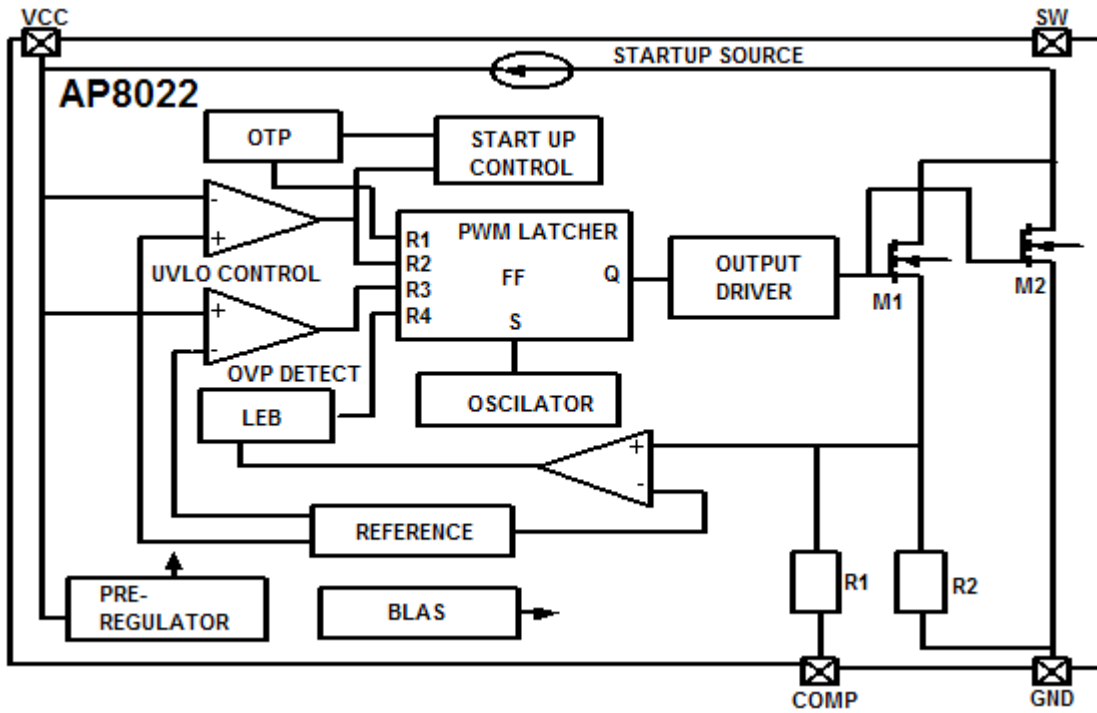 VCC
SW
STARTUP SOURCE
AP8022
OTP
START UP
CONTROL
-
+
UVLO CONTROL
R1
R2
R3
R4
PWM LATCHER
FF
Q
S
OUTPUT
DRIVER
M1
M2
+
-
OVP DETECT
LEB
OSCILATOR
+
-
REFERENCE
PRE-
REGULATOR
BLAS
R1
R2
COMP
GND